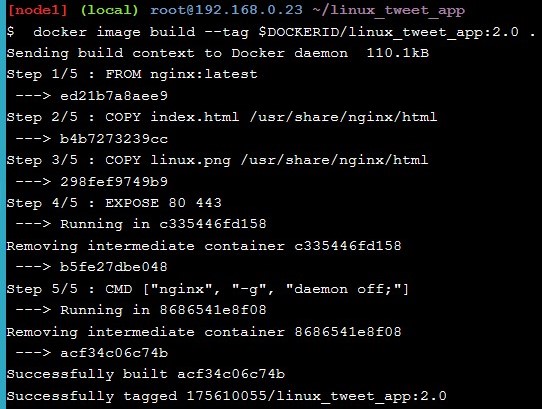 [node1] (local) root@192.168.0.23 ~/linux_tweet_app
$  docker image build --tag $DOCKERID/linux_tweet_app:2.0 .
Sending build context to Docker daemon  110.1kB
Step 1/5 : FROM nginx:latest
 ---> ed21b7a8aee9
Step 2/5 : COPY index.html /usr/share/nginx/html
 ---> b4b7273239cc
Step 3/5 : COPY linux.png /usr/share/nginx/html
 ---> 298fef9749b9
Step 4/5 : EXPOSE 80 443
 ---> Running in c335446fd158
Removing intermediate container c335446fd158
 ---> b5fe27dbe048
Step 5/5 : CMD ["nginx", "-g", "daemon off;"]
 ---> Running in 8686541e8f08
Removing intermediate container 8686541e8f08
 ---> acf34c06c74b
Successfully built acf34c06c74b
Successfully tagged 175610055/linux_tweet_app:2.0